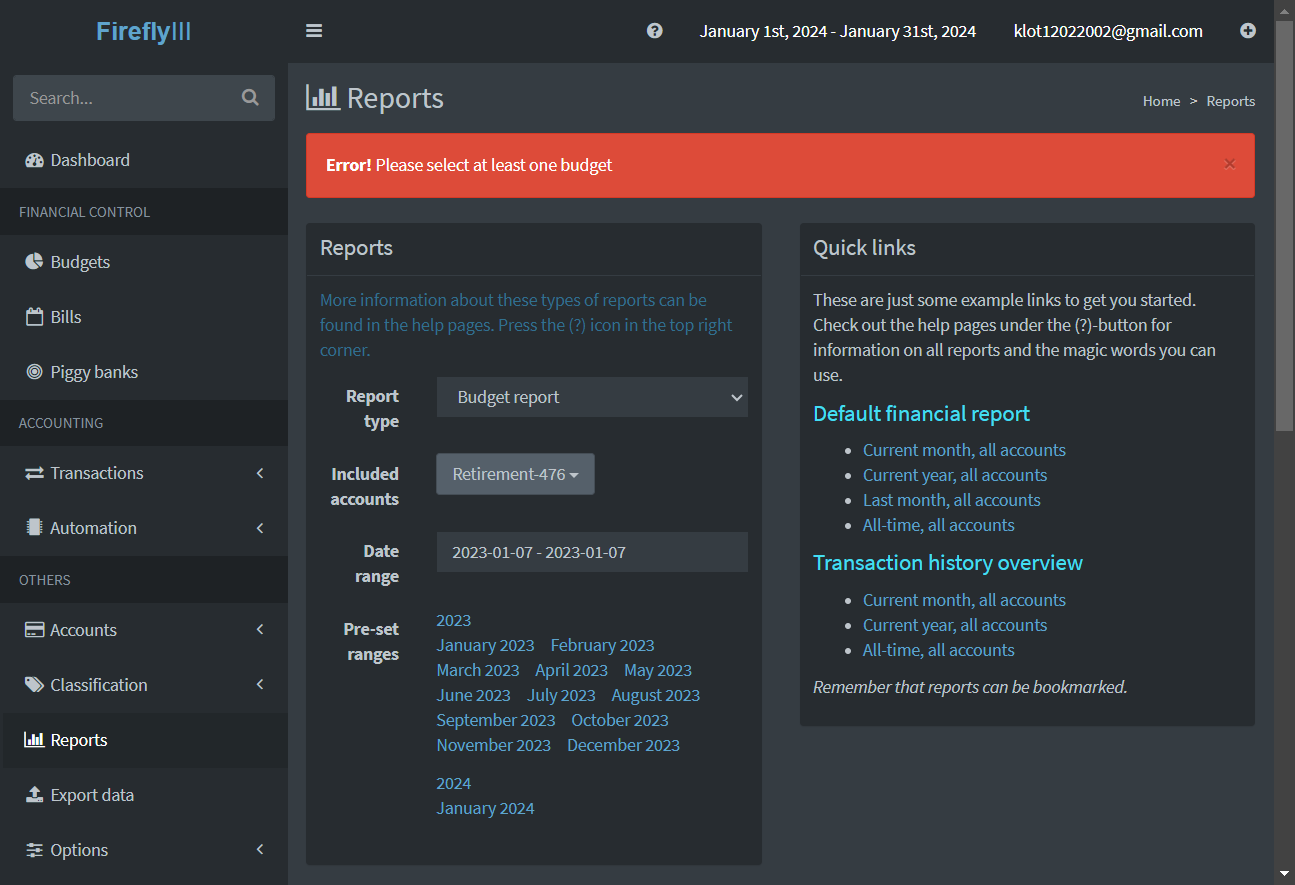 FireflyIII
January 1st, 2024 - January 31st, 2024
klot12022002@gmail.com
Search...
Dashboard
FINANCIAL CONTROL
Budgets
Bills
Piggy banks
ACCOUNTING
Transactions
Automation
OTHERS
Accounts
Classification
Reports
Export data
Options
Reports
Home > Reports
Error! Please select at least one budget
×
Reports
More information about these types of reports can be
found in the help pages. Press the (?) icon in the top right
corner.
Report
type
Budget report
Included
accounts
Retirement-476
Date
range
2023-01-07 - 2023-01-07
Pre-set
ranges
2023
January 2023 February 2023
March 2023 April 2023 May 2023
June 2023 July 2023 August 2023
September 2023 October 2023
November 2023 December 2023
2024
January 2024
Quick links
These are just some example links to get you started.
Check out the help pages under the (?)-button for
information on all reports and the magic words you can
use.
Default financial report
Current month, all accounts
Current year, all accounts
Last month, all accounts
All-time, all accounts
Transaction history overview
Current month, all accounts
Current year, all accounts
All-time, all accounts
Remember that reports can be bookmarked.